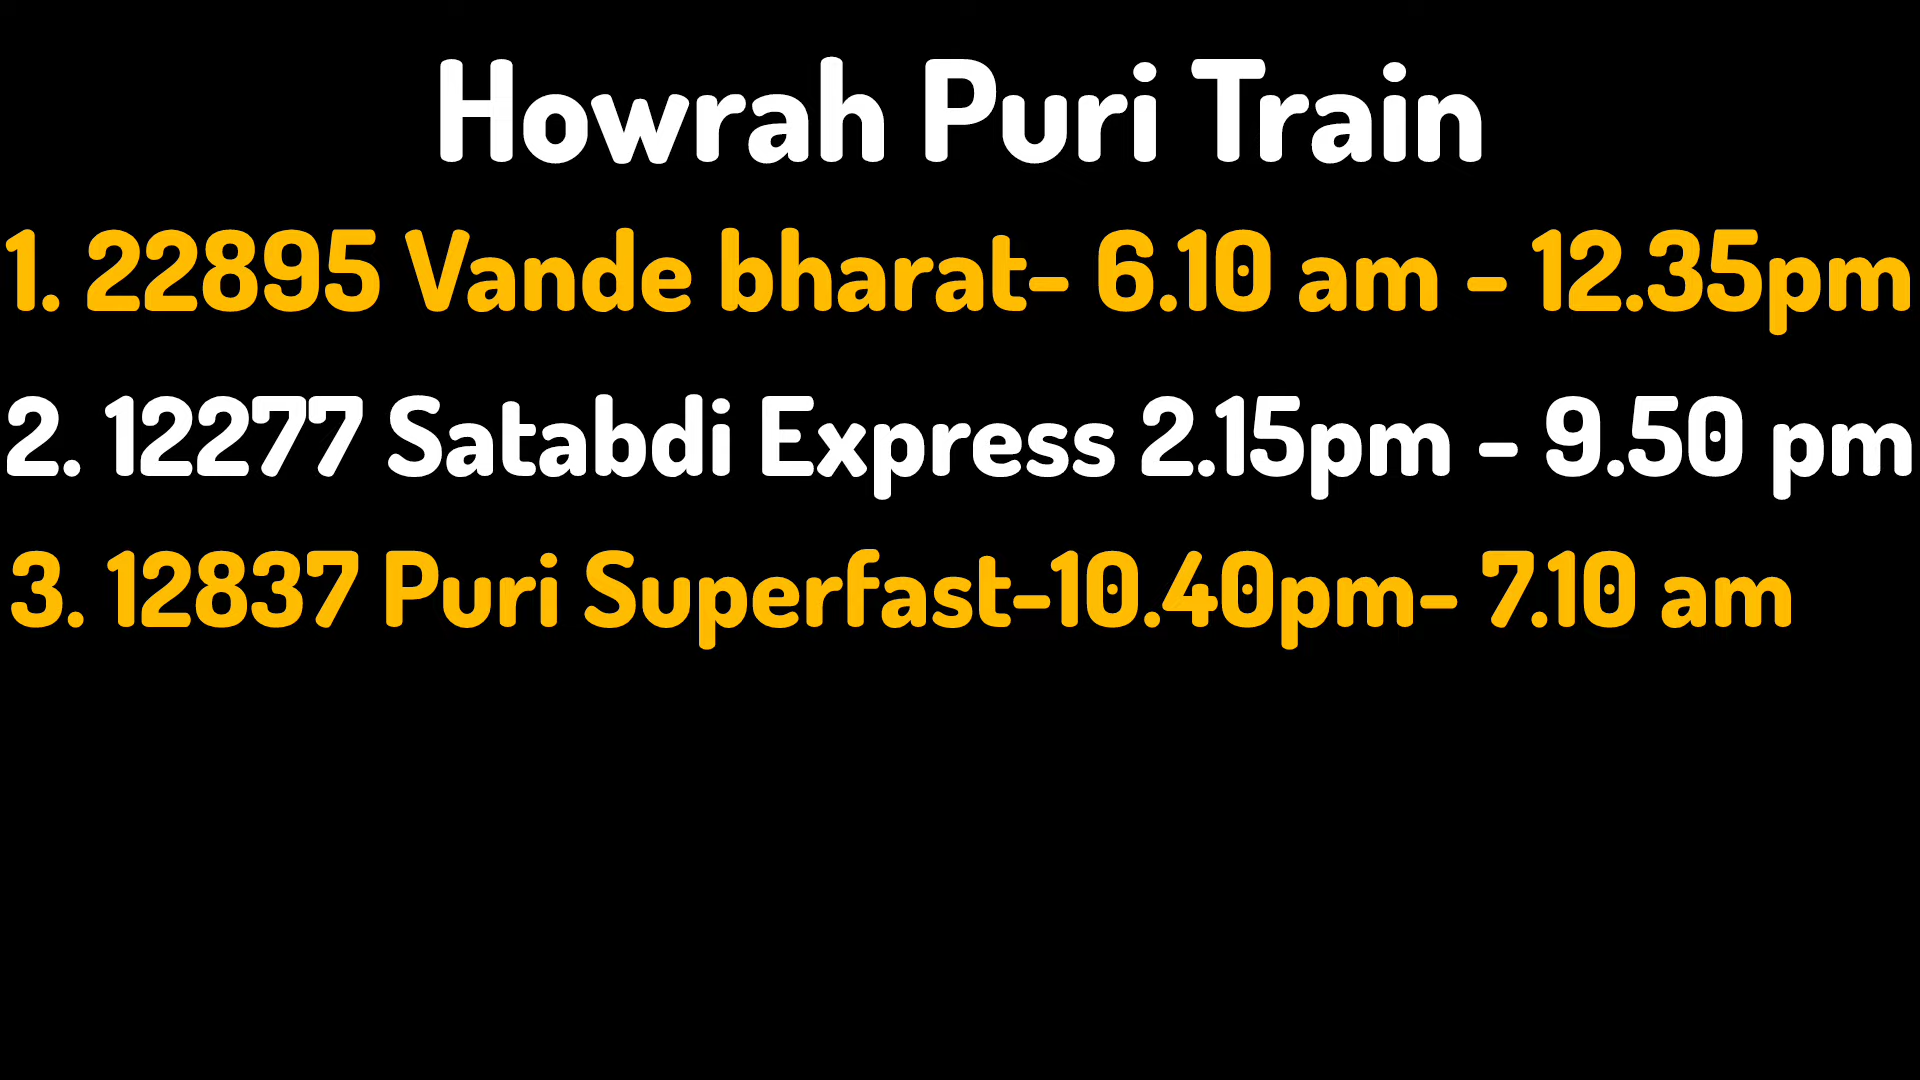 Howrah Puri Train
1. 22895 Vande bharat- 6.10 am - 12.35pm
2. 12277 Satabdi Express 2.15pm - 9.50 pm
3. 12837 Puri Superfast-10.40pm- 7.10 am